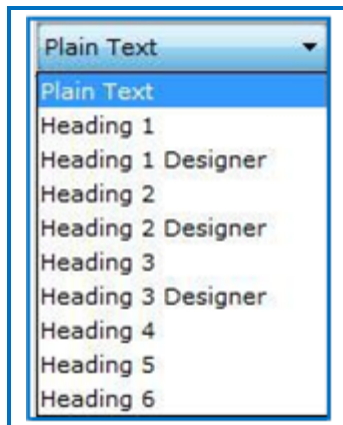 Plain Text
Plain Text
Heading 1
Heading 1 Designer
Heading 2
Heading 2 Designer
Heading 3
Heading 3 Designer
Heading 4
Heading 5
Heading 6